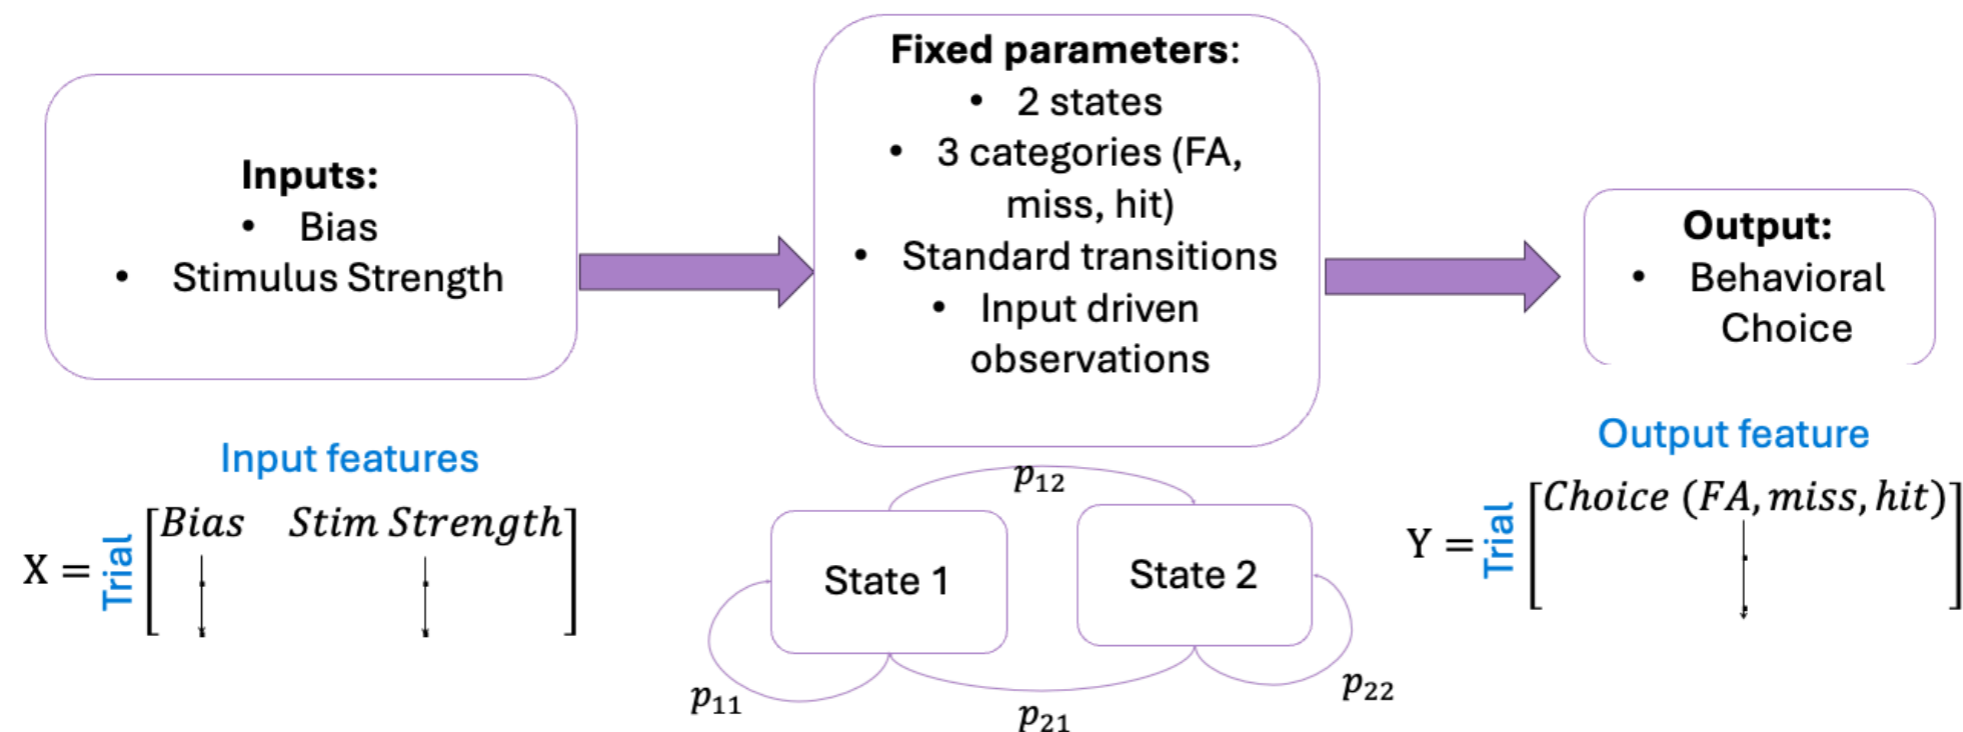 Inputs:
• Bias
• Stimulus Strength
Fixed parameters:
• 2 states
• 3 categories (FA,
miss, hit)
• Standard transitions
• Input driven
observations
Output:
• Behavioral
Choice
Input features
X = Trial [Bias Stim Strength]
p₁₂
State 1
State 2
p₁₁
p₂₁
p₂₂
Output feature
Y = Trial [Choice (FA, miss, hit)]